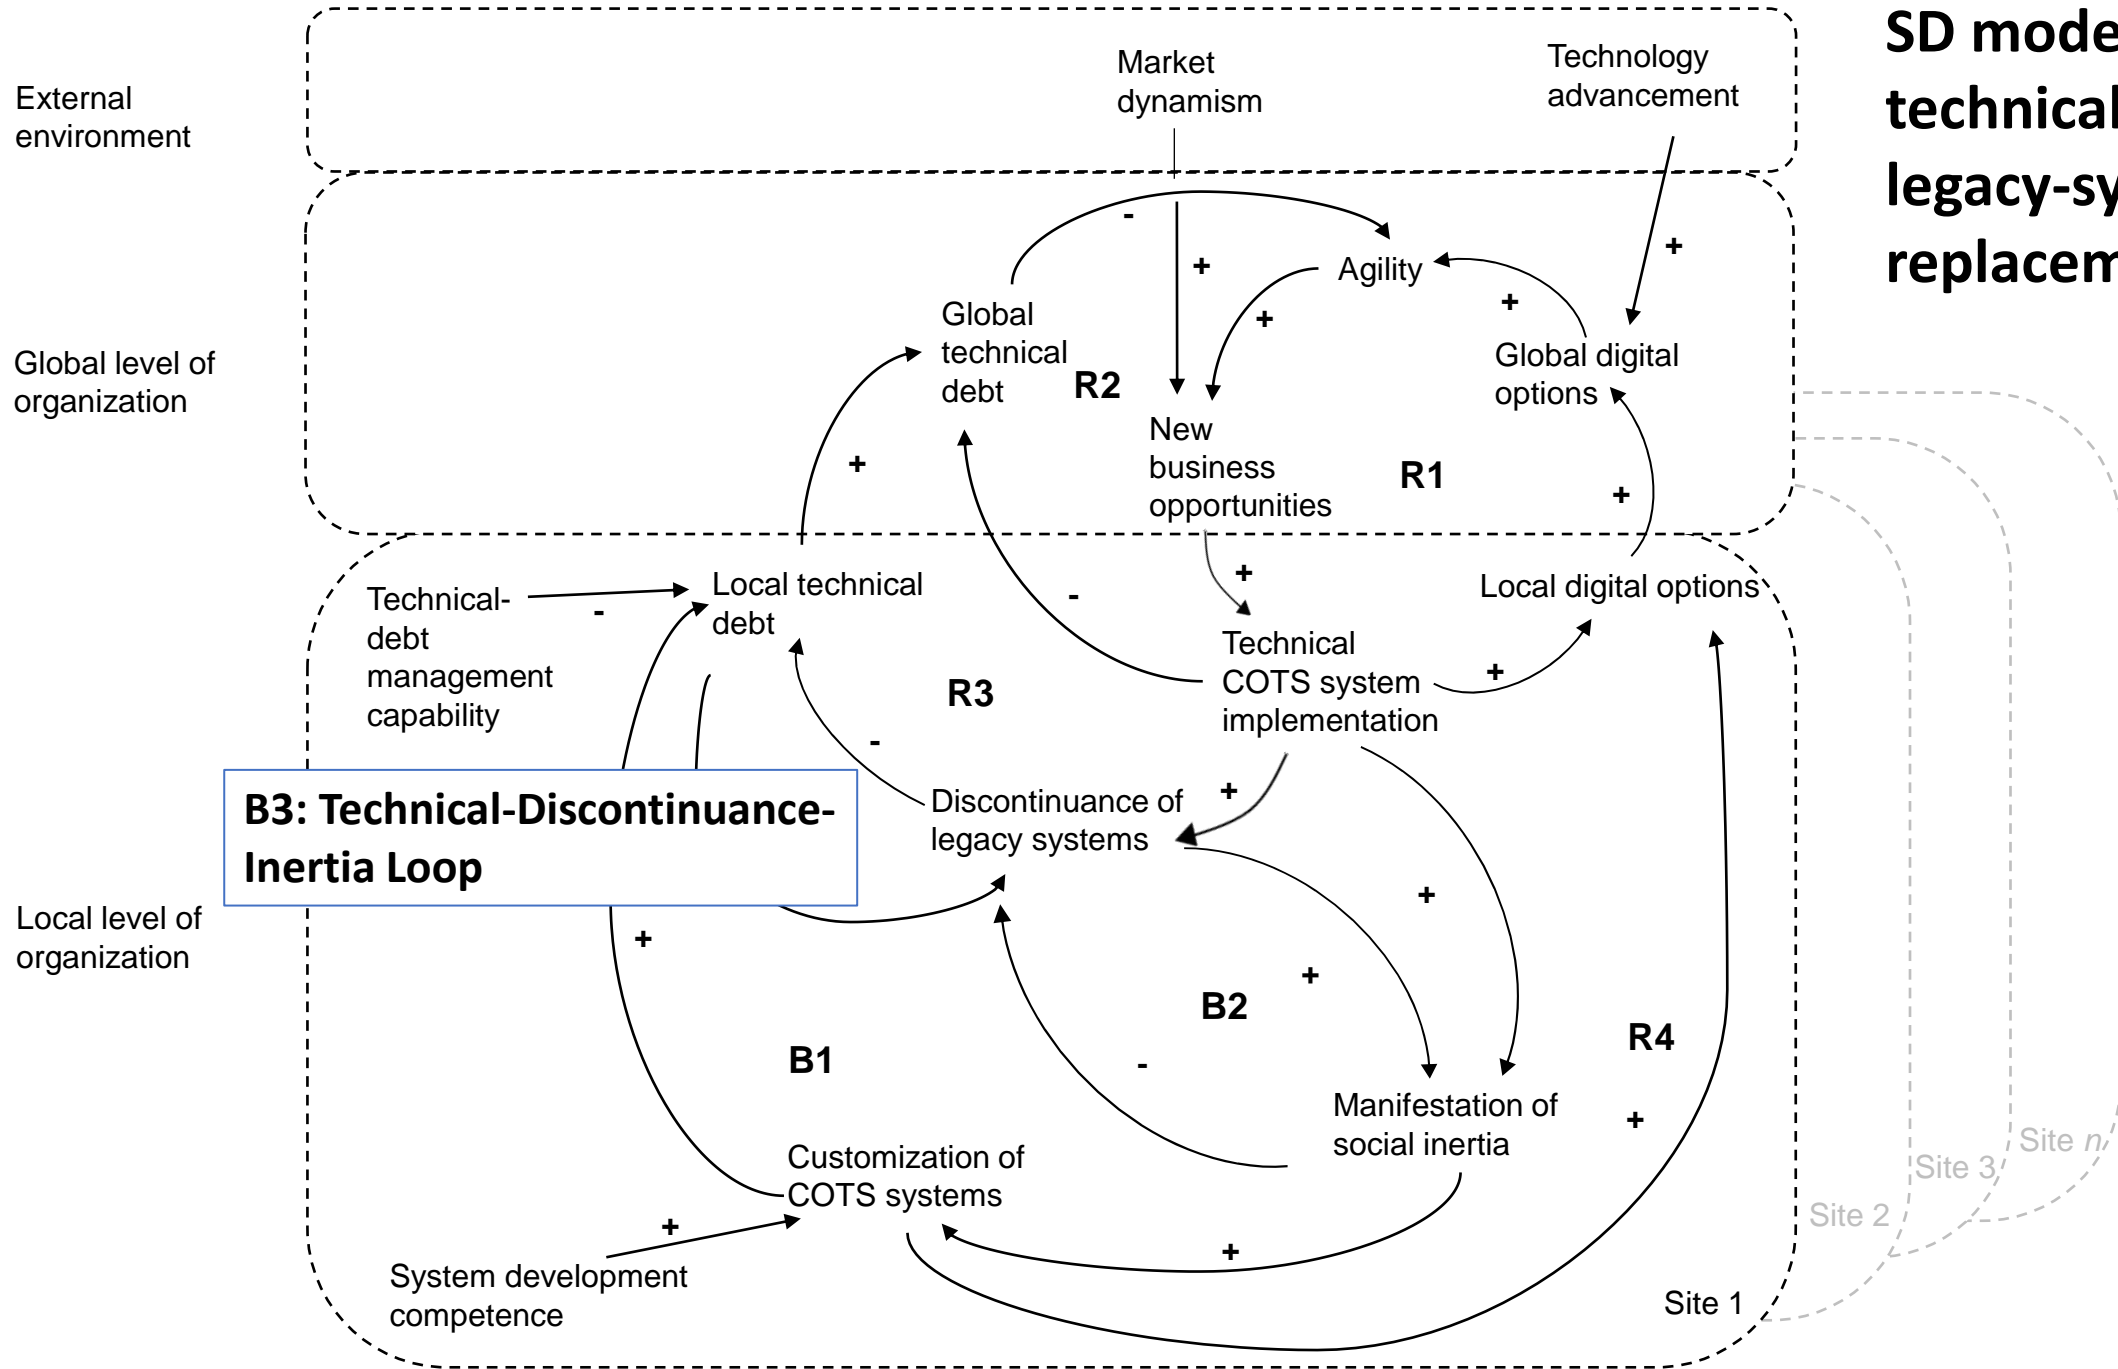 SD mode
technical
legacy-sy
replacem
External
environment
Market
dynamism
Technology
advancement
-
+
+
Agility
+
+
Global level of
organization
Global
technical
debt
R2
Global digital
options
New
business
opportunities
R1
+
+
+
-
Technical-
debt
management
capability
-
Local technical
debt
Local digital options
Technical
COTS system
implementation
+
R3
-
B3: Technical-Discontinuance-
Inertia Loop
Discontinuance of
legacy systems
+
+
Local level of
organization
+
+
B2
R4
B1
-
Manifestation of
social inertia
+
Customization of
COTS systems
+
+
System development
competence
Site 1
Site 2
Site 3
Site n